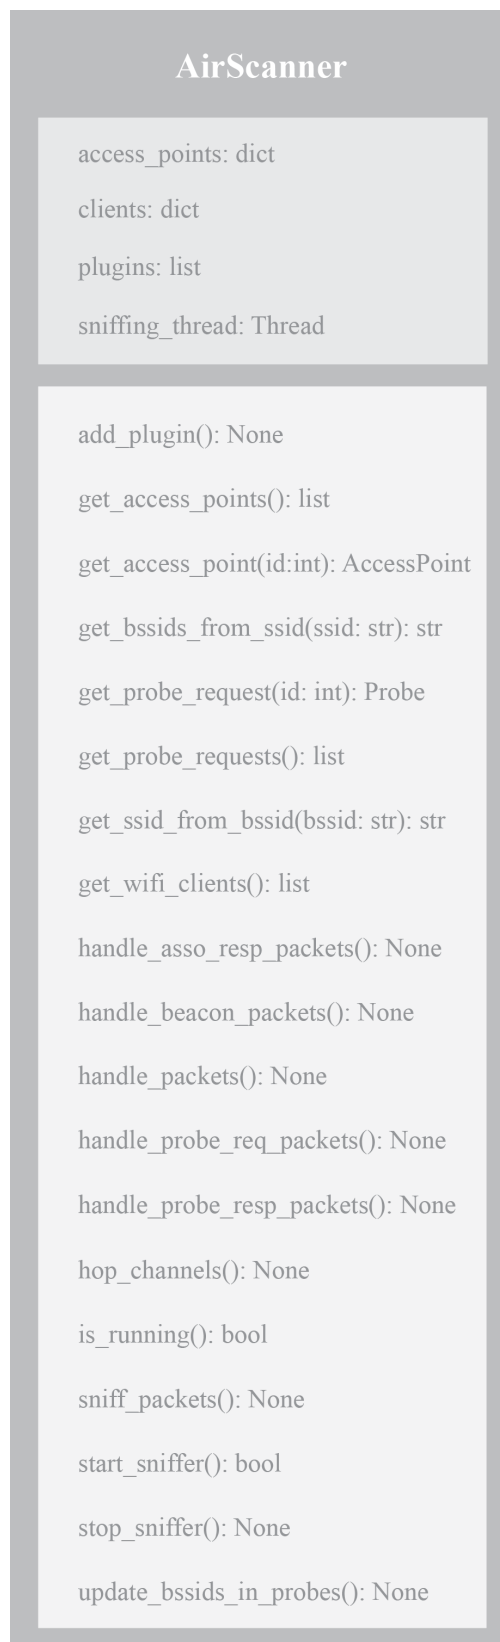 AirScanner
access_points: dict
clients: dict
plugins: list
sniffing_thread: Thread
add_plugin(): None
get_access_points(): list
get_access_point(id:int): AccessPoint
get_bssids_from_ssid(ssid: str): str
get_probe_request(id: int): Probe
get_probe_requests(): list
get_ssid_from_bssid(bssid: str): str
get_wifi_clients(): list
handle_asso_resp_packets(): None
handle_beacon_packets(): None
handle_packets(): None
handle_probe_req_packets(): None
handle_probe_resp_packets(): None
hop_channels(): None
is_running(): bool
sniff_packets(): None
start_sniffer(): bool
stop_sniffer(): None
update_bssids_in_probes(): None